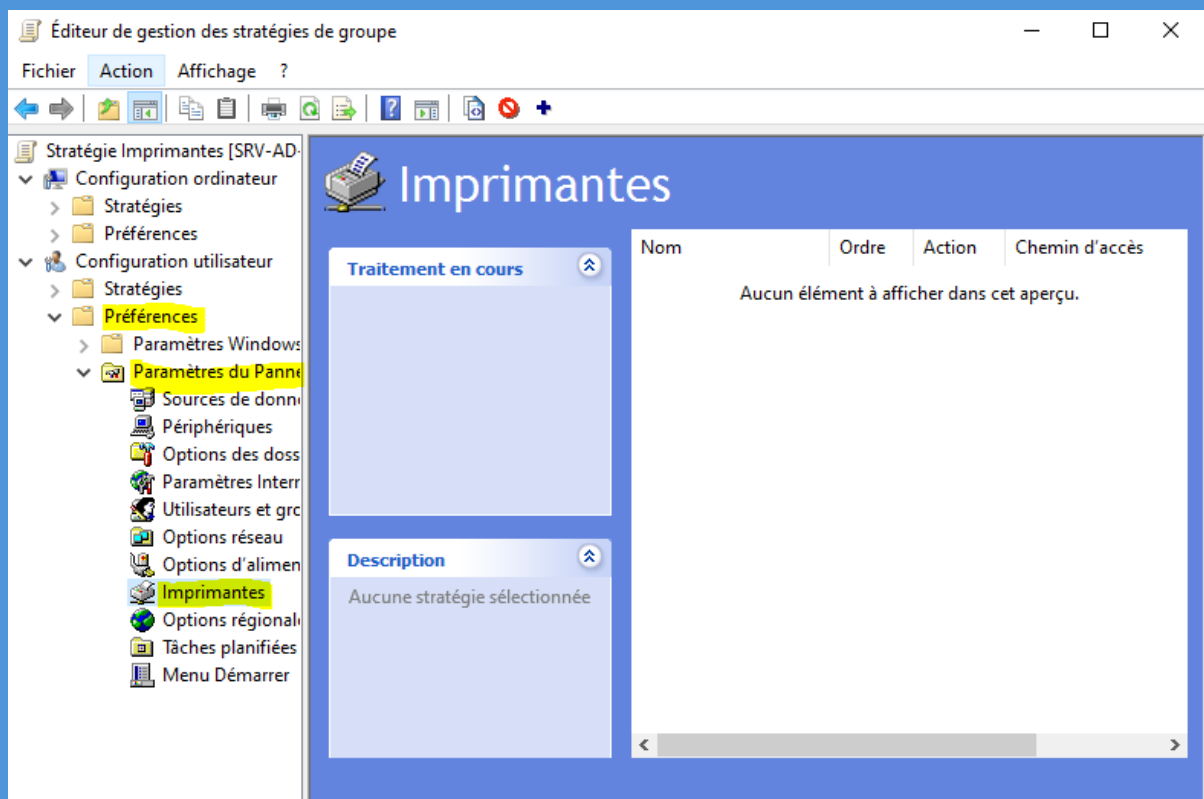 Éditeur de gestion des stratégies de groupe
Fichier Action Affichage ?
Stratégie Imprimantes [SRV-AD-
Configuration ordinateur
Stratégies
Préférences
Configuration utilisateur
Stratégies
Préférences
Paramètres Windows
Paramètres du Panne
Sources de donn
Périphériques
Options des doss
Paramètres Intern
Utilisateurs et gro
Options réseau
Options d'alimen
Imprimantes
Options régional
Tâches planifiées
Menu Démarrer
Imprimantes
Traitement en cours
Description
Aucune stratégie sélectionnée
Nom Ordre Action Chemin d'accès
Aucun élément à afficher dans cet aperçu.